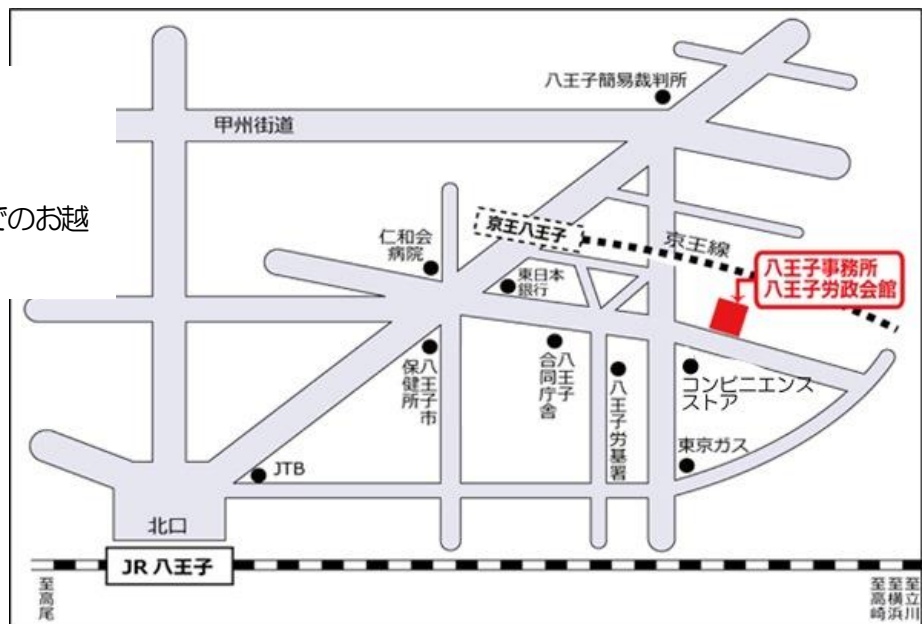 八王子簡易裁判所
甲州街道
でのお越
仁和会
病院
京王八王子
京王線
東日本
銀行
八王子事務所
八王子労政会館
八王子市
保健所
八王子
合同庁舎
八王子労基署
コンビニエンス
ストア
東京ガス
JTB
北口
JR 八王子
至高尾
至高崎
至横浜
至立川